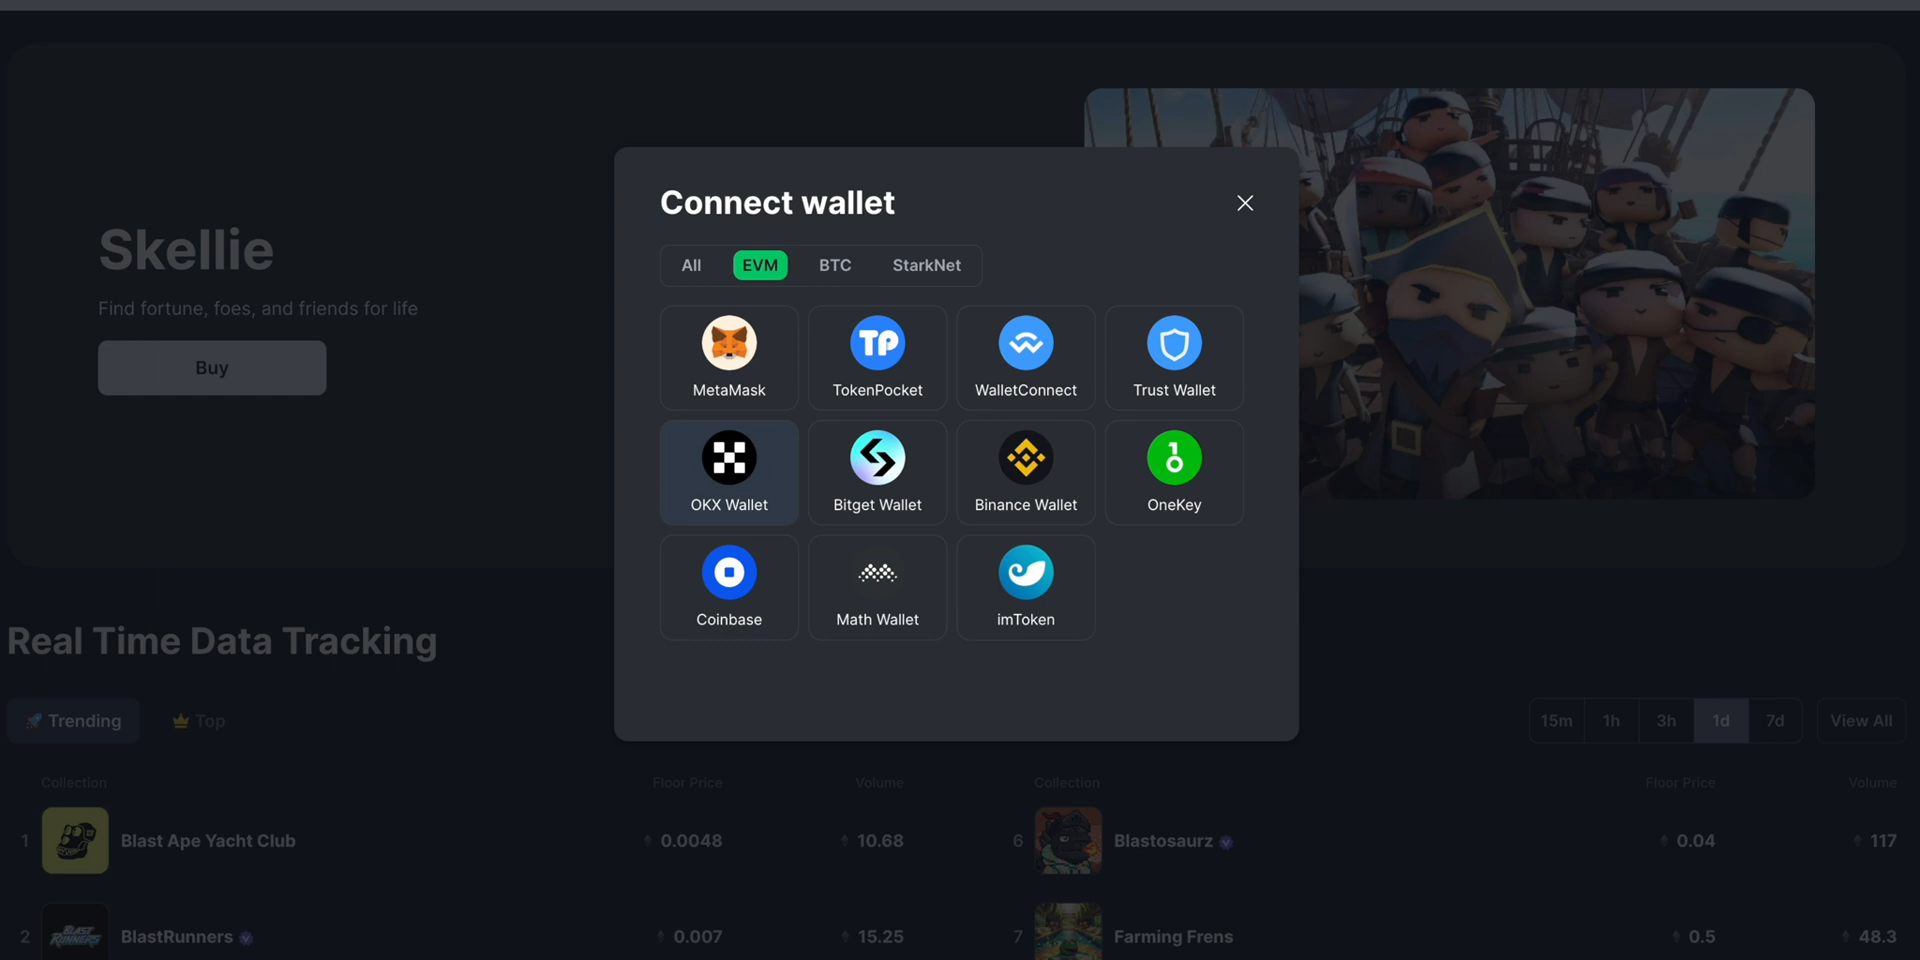 Connect wallet
All EVM BTC StarkNet
MetaMask TokenPocket WalletConnect Trust Wallet
OKX Wallet Bitget Wallet Binance Wallet OneKey
Coinbase Math Wallet imToken
Skellie
Find fortune, foes, and friends for life
Buy
Real Time Data Tracking
Trending Top 15m 1h 3h 1d 7d View All
Collection Floor Price Volume Collection Floor Price Volume
1 Blast Ape Yacht Club 0.0048 10.68 6 Blastosaurz 0.04 117
2 BLAST RUNNERS BlastRunners 0.007 15.25 7 Farming Frens 0.5 48.3